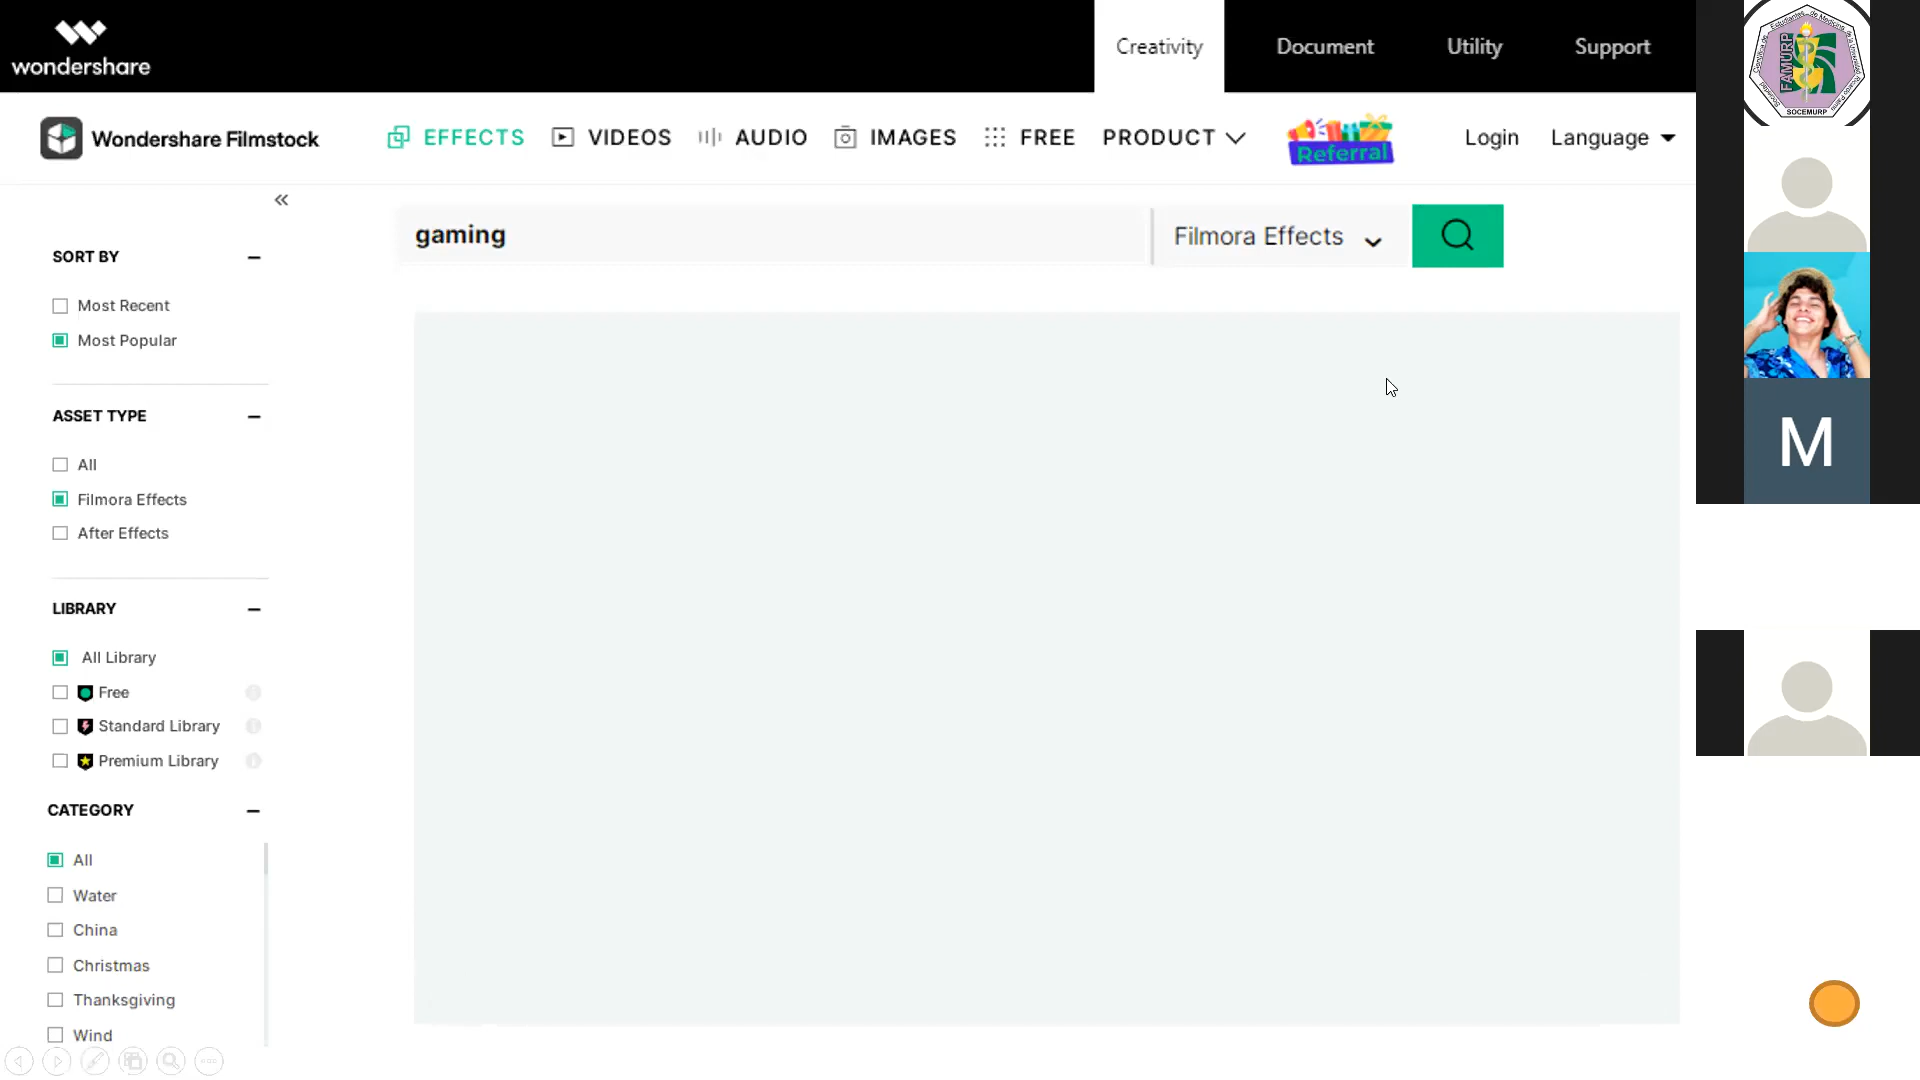 wondershare
Creativity
Document
Utility
Support
Wondershare Filmstock
EFFECTS
VIDEOS
AUDIO
IMAGES
FREE
PRODUCT
Referral
Login
Language
«
gaming
Filmora Effects
SORT BY
Most Recent
Most Popular
ASSET TYPE
All
Filmora Effects
After Effects
LIBRARY
All Library
Free
Standard Library
Premium Library
CATEGORY
All
Water
China
Christmas
Thanksgiving
Wind
FAMURP
SOCEMURP
M